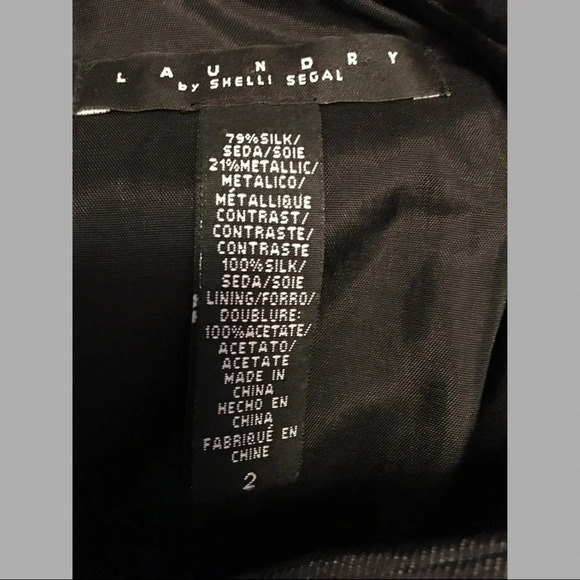 LAUNDRY
by SHELLI SEGAL
79%SILK/
SEDA/SOIE
21%METALLIC/
METALICO/
MÉTALLIQUE
CONTRAST/
CONTRASTE/
CONTRASTE
100%SILK/
SEDA/SOIE
LINING/FORRO/
DOUBLURE:
100%ACETATE/
ACETATO/
ACETATE
MADE IN
CHINA
HECHO EN
CHINA
FABRIQUÉ EN
CHINE
2